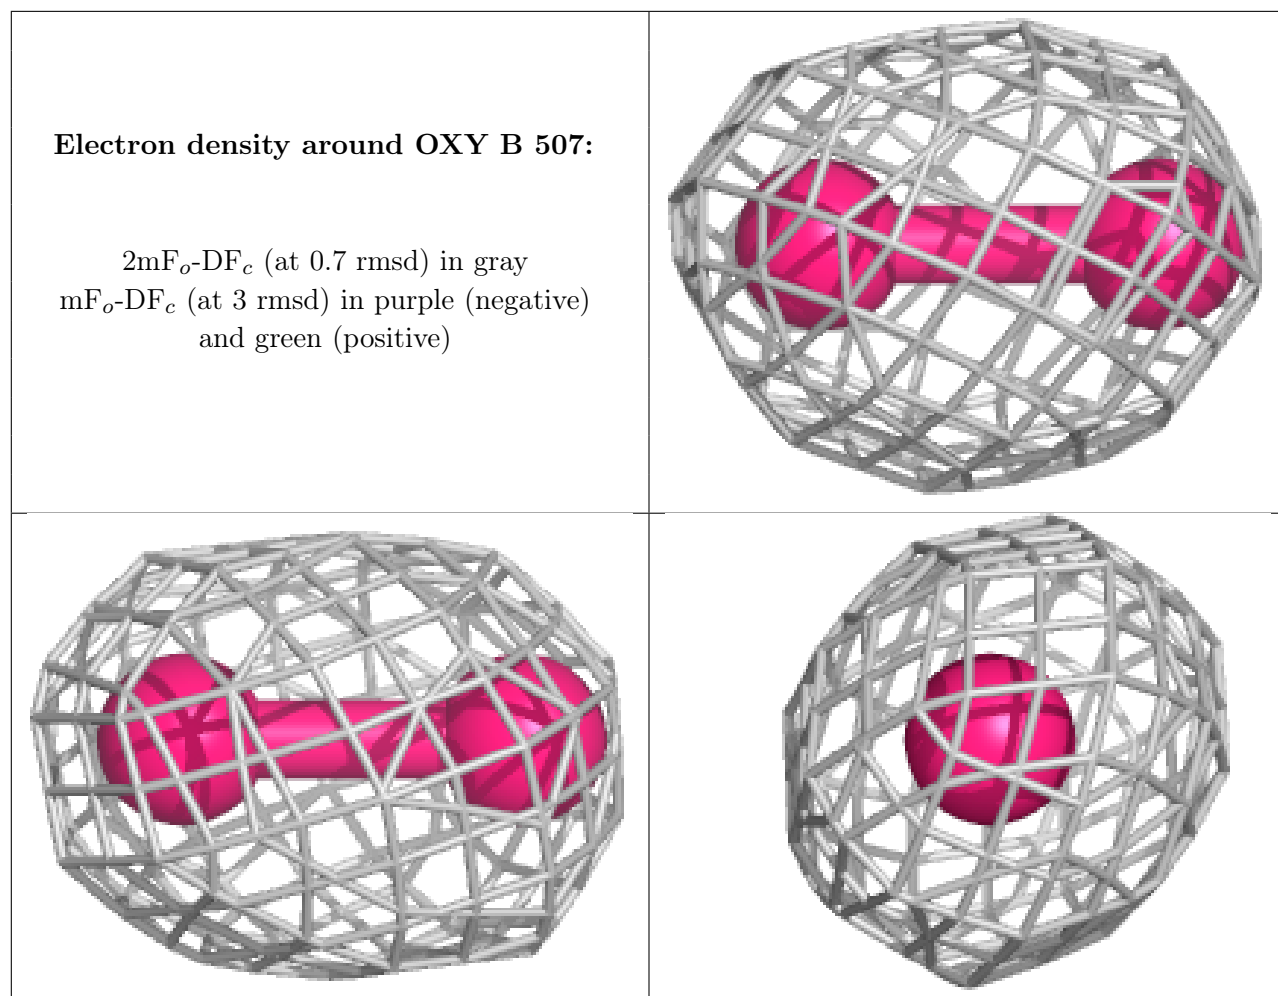 Electron density around OXY B 507:
2mFo-DFc (at 0.7 rmsd) in gray
mFo-DFc (at 3 rmsd) in purple (negative)
and green (positive)